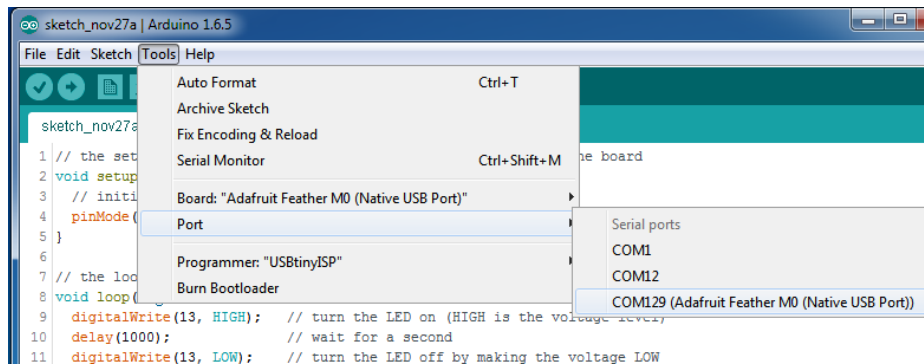 sketch_nov27a | Arduino 1.6.5
File Edit Sketch Tools Help
Auto Format Ctrl+T
Archive Sketch
sketch_nov27a
Fix Encoding & Reload
1 // the set
Serial Monitor Ctrl+Shift+M
he board
2 void setup
3 // initi
Board: "Adafruit Feather M0 (Native USB Port)"
4 pinMode(
Port
Serial ports
5 }
COM1
6
Programmer: "USBtinyISP"
7 // the loo
COM12
Burn Bootloader
8 void loop(
COM129 (Adafruit Feather M0 (Native USB Port))
9 digitalWrite(13, HIGH); // turn the LED on (HIGH is the voltage level)
10 delay(1000); // wait for a second
11 digitalWrite(13, LOW); // turn the LED off by making the voltage LOW